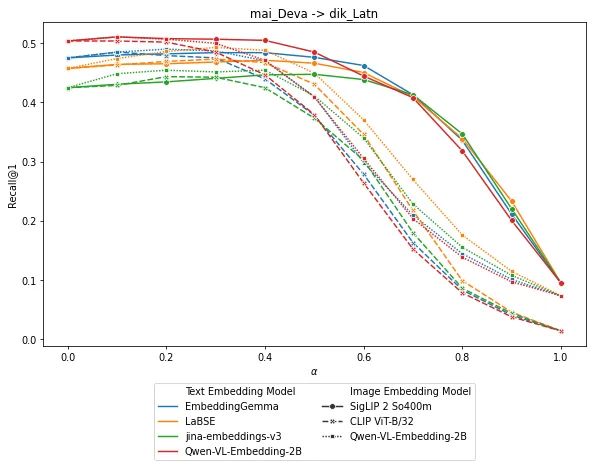 mai_Deva -> dik_Latn
Recall@1
0.5
0.4
0.3
0.2
0.1
0.0
0.0 0.2 0.4 0.6 0.8 1.0
α
Text Embedding Model
EmbeddingGemma
LaBSE
jina-embeddings-v3
Qwen-VL-Embedding-2B
Image Embedding Model
SigLIP 2 So400m
CLIP ViT-B/32
Qwen-VL-Embedding-2B